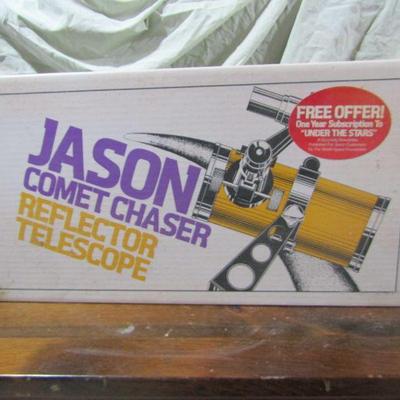 JASON
COMET CHASER
REFLECTOR
TELESCOPE
FREE OFFER!
One Year Subscription To
"UNDER THE STARS"